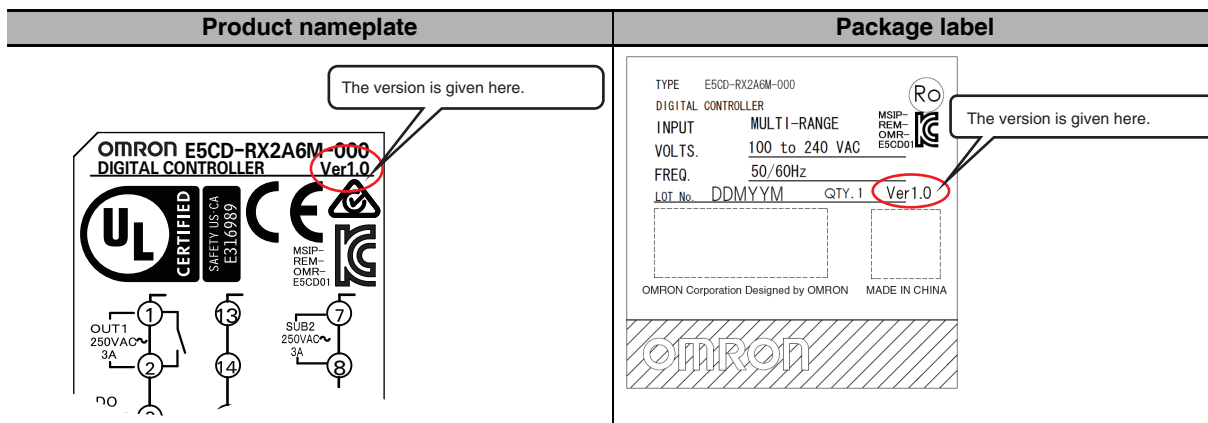 Product nameplate
Package label
The version is given here.
OMRON E5CD-RX2A6M-000
DIGITAL CONTROLLER Ver1.0
UL CERTIFIED
SAFETY US-CA
E316989
CE
MSIP-
REM-
OMR-
E5CD01
1
13
7
OUT1
250VAC~
3A
SUB2
250VAC~
3A
2
14
8
DO
TYPE E5CD-RX2A6M-000
DIGITAL CONTROLLER
INPUT MULTI-RANGE
VOLTS. 100 to 240 VAC
FREQ. 50/60Hz
LOT No. DDMYYM QTY.1 Ver1.0
Ro
MSIP-
REM-
OMR-
E5CD01
The version is given here.
OMRON Corporation Designed by OMRON MADE IN CHINA
OMRON